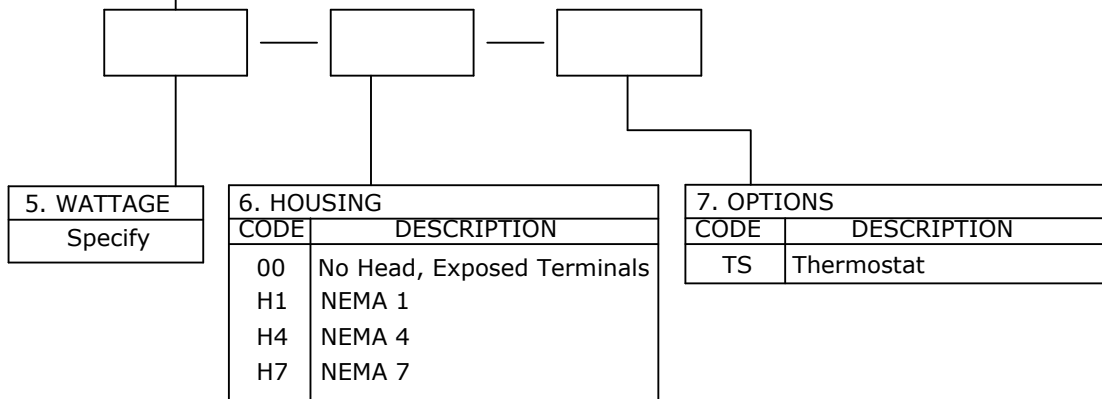 5. WATTAGE
Specify
6. HOUSING
CODE DESCRIPTION
00 No Head, Exposed Terminals
H1 NEMA 1
H4 NEMA 4
H7 NEMA 7
7. OPTIONS
CODE DESCRIPTION
TS Thermostat